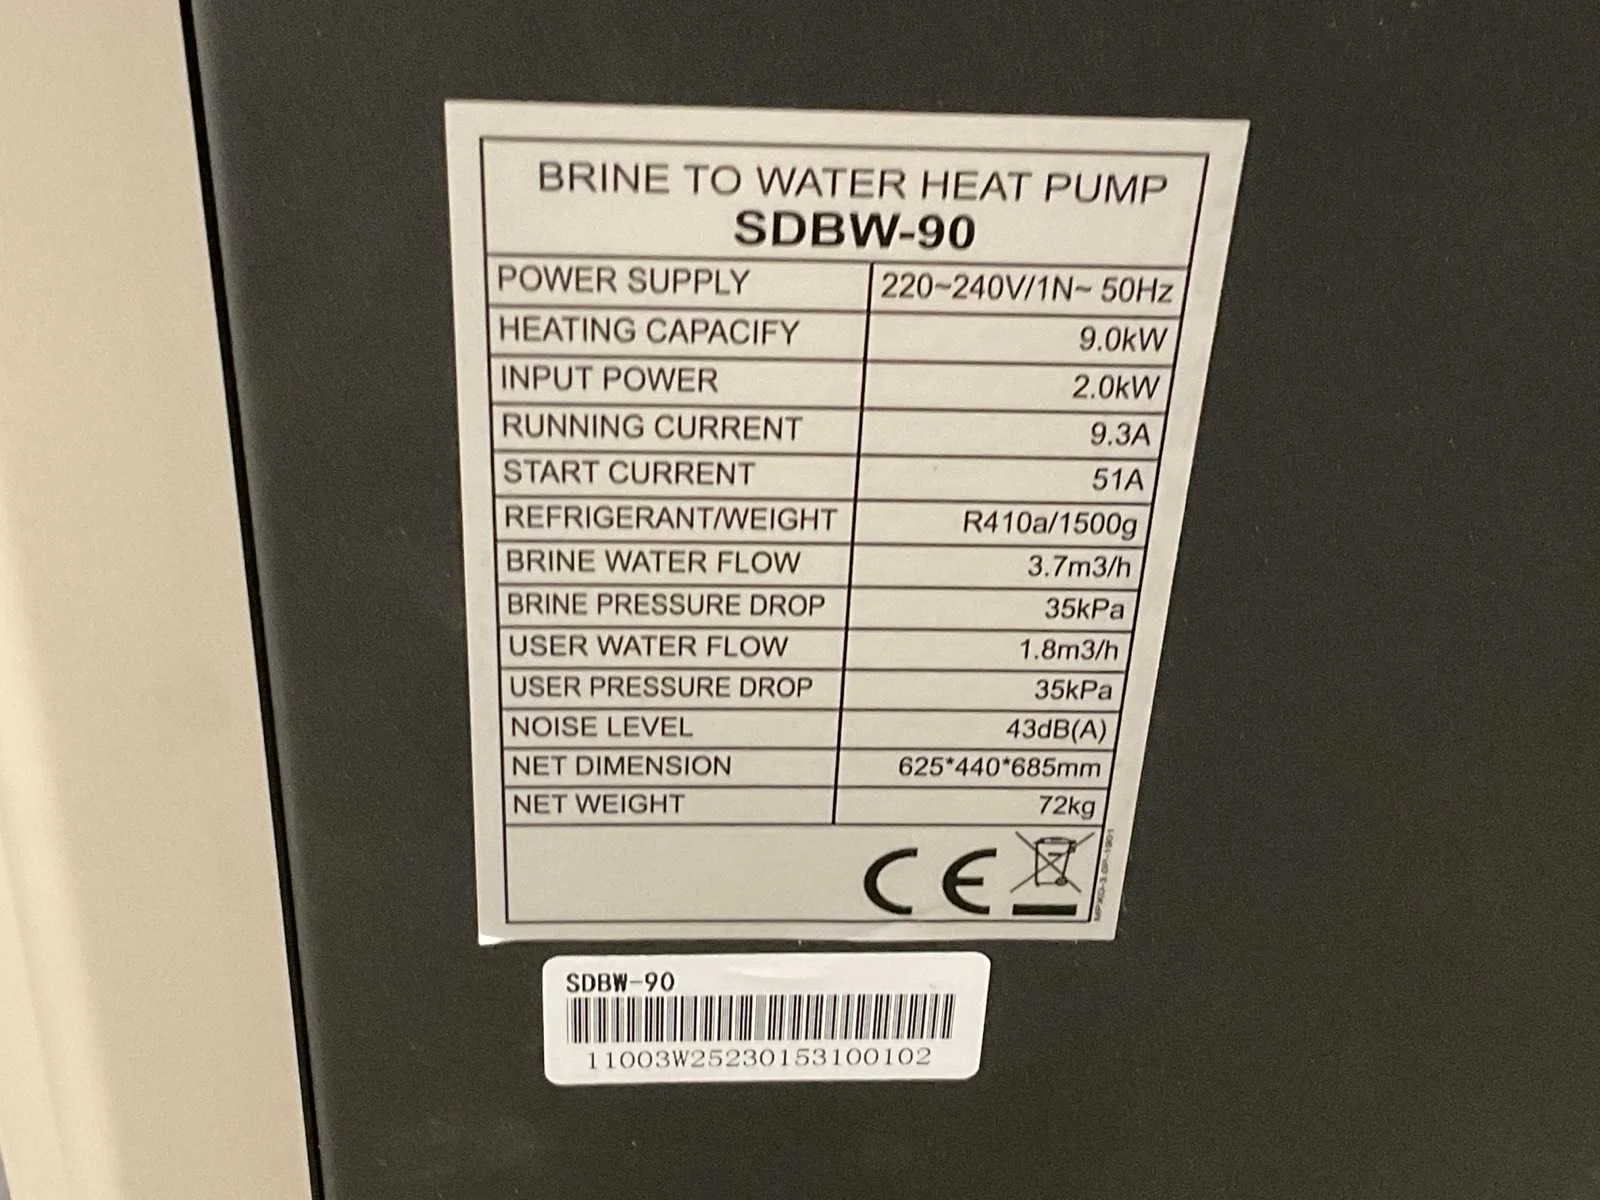 BRINE TO WATER HEAT PUMP
SDBW-90
POWER SUPPLY 220~240V/1N~ 50Hz
HEATING CAPACIFY 9.0kW
INPUT POWER 2.0kW
RUNNING CURRENT 9.3A
START CURRENT 51A
REFRIGERANT/WEIGHT R410a/1500g
BRINE WATER FLOW 3.7m3/h
BRINE PRESSURE DROP 35kPa
USER WATER FLOW 1.8m3/h
USER PRESSURE DROP 35kPa
NOISE LEVEL 43dB(A)
NET DIMENSION 625*440*685mm
NET WEIGHT 72kg
CE
SDBW-90
11003W25230153100102